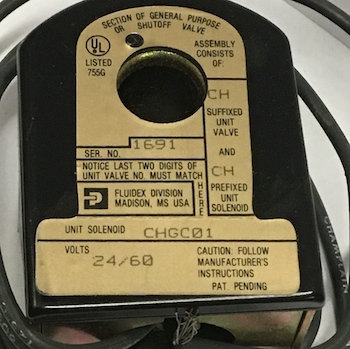 SECTION OF GENERAL PURPOSE
OR SHUTOFF VALVE
UL
LISTED
755G
ASSEMBLY
CONSISTS
OF:
CH
SUFFIXED
UNIT
VALVE
1691
SER. NO.
AND
NOTICE LAST TWO DIGITS OF
UNIT VALVE NO. MUST MATCH
HERE
CH
PREFIXED
UNIT
SOLENOID
FLUIDEX DIVISION
MADISON, MS USA
UNIT SOLENOID CHGC01
VOLTS
24/60
CAUTION: FOLLOW
MANUFACTURER'S
INSTRUCTIONS
PAT. PENDING
CHAMPLAIN